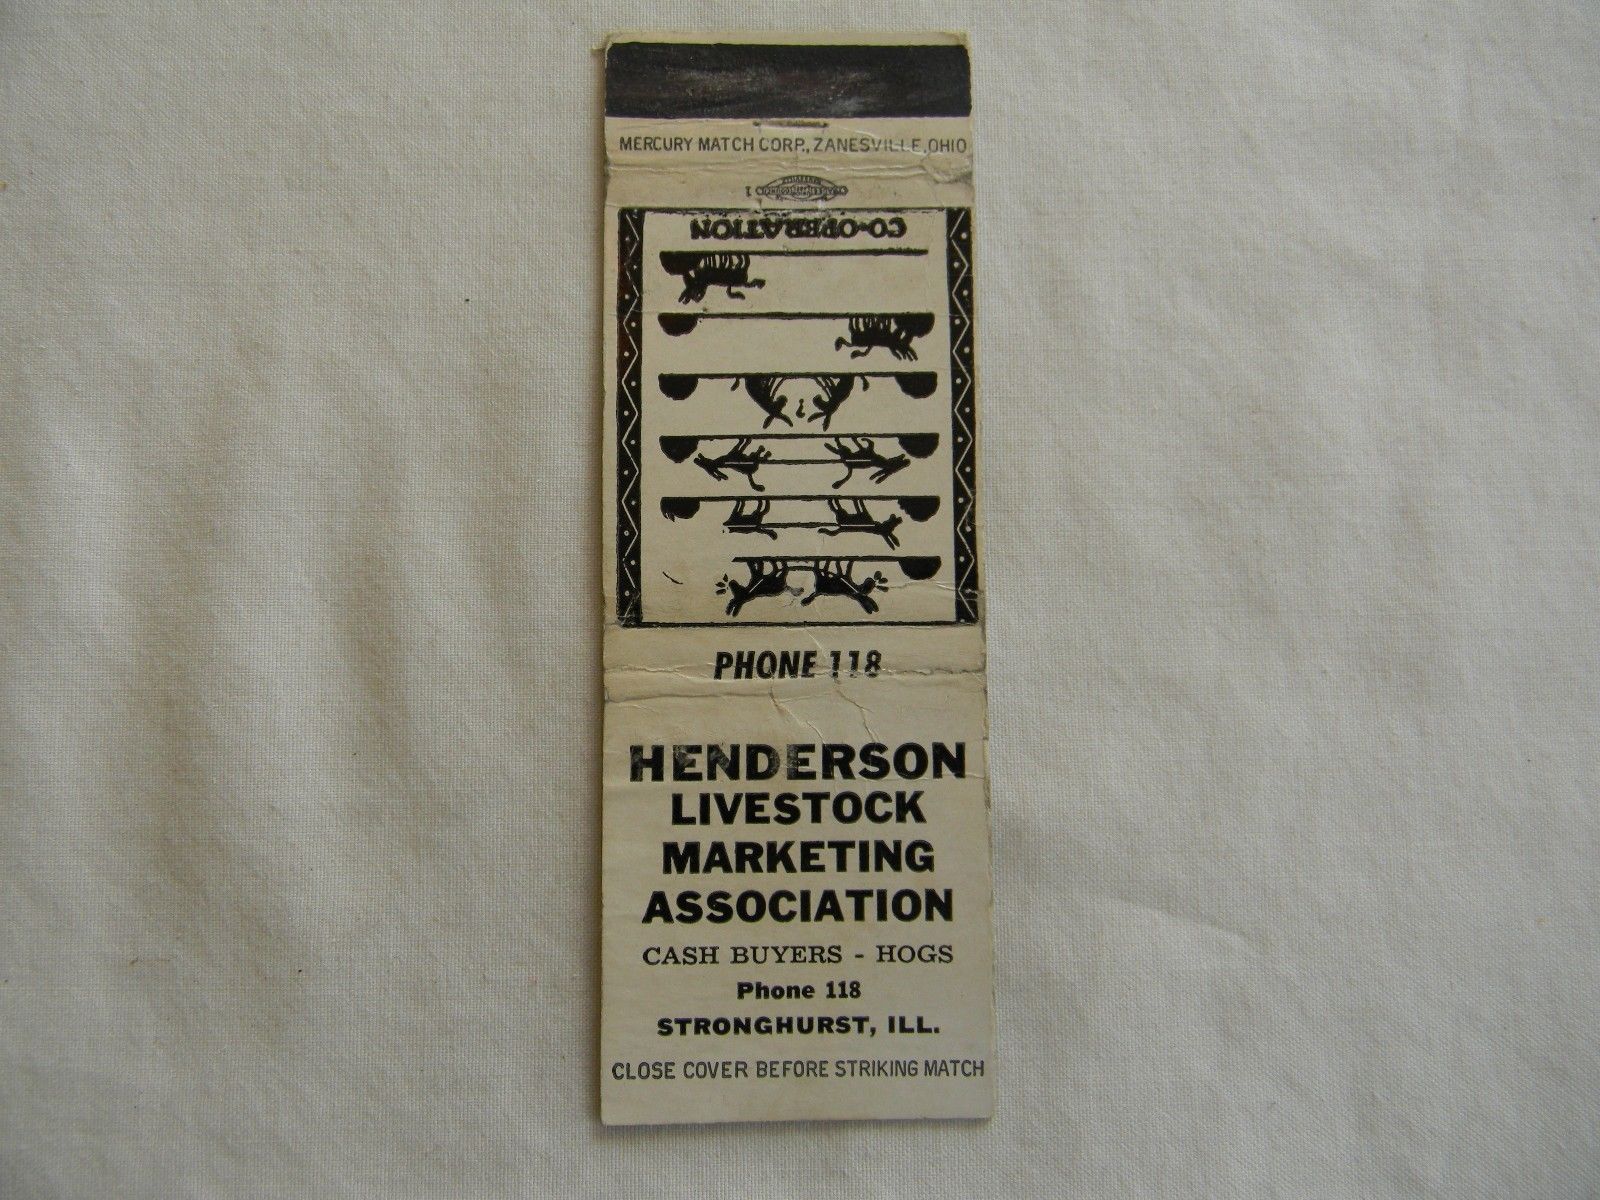 MERCURY MATCH CORP., ZANESVILLE, OHIO
1
CO-OPERATION
PHONE 118
HENDERSON
LIVESTOCK
MARKETING
ASSOCIATION
CASH BUYERS - HOGS
Phone 118
STRONGHURST, ILL.
CLOSE COVER BEFORE STRIKING MATCH